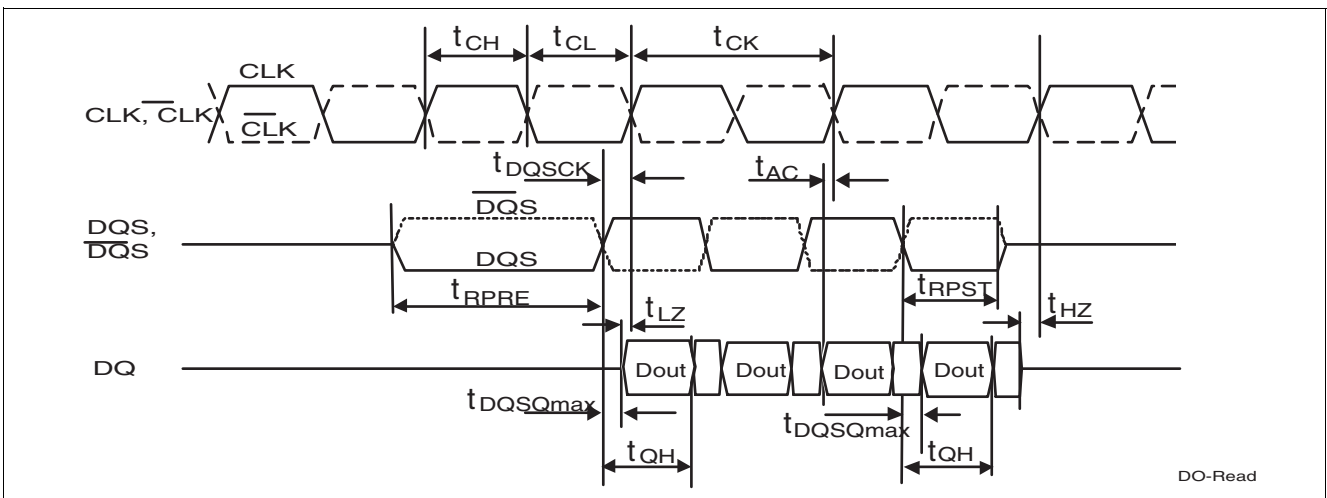 tCH tCL tCK
CLK
CLK, CLK
CLK
tDQSCK tAC
DQS
DQS,
DQS
DQS
tRPRE tRPST
tLZ tHZ
DQ Dout Dout Dout Dout
tDQSQmax tDQSQmax
tQH tQH
DO-Read